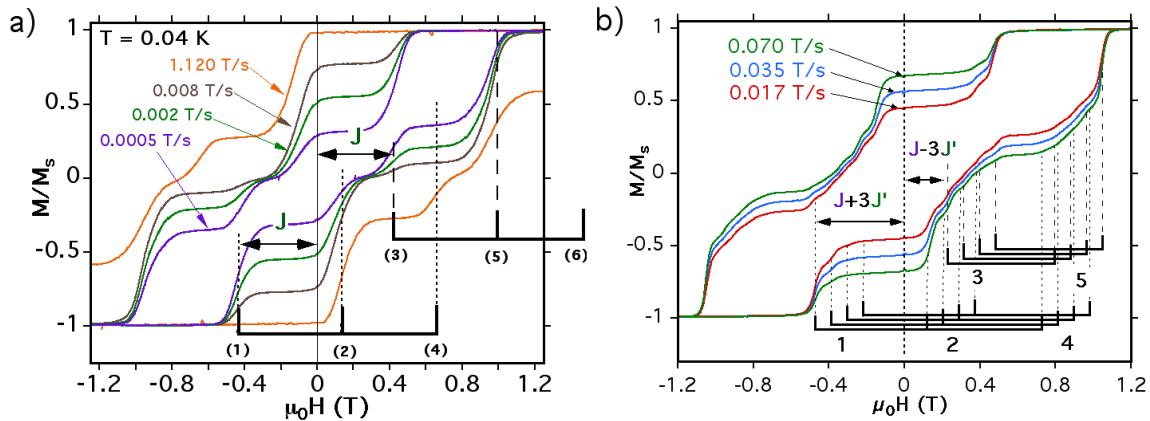 a)
T = 0.04 K
1.120 T/s
0.008 T/s
0.002 T/s
0.0005 T/s
J
J
(1)
(2)
(3)
(4)
(5)
(6)
1
0.5
0
-0.5
-1
M/Ms
-1.2 -0.8 -0.4 0 0.4 0.8 1.2
μ0H (T)
b)
0.070 T/s
0.035 T/s
0.017 T/s
J-3J'
J+3J'
3
5
1
2
4
1
0.5
0
-0.5
-1
M/Ms
-1.2 -0.8 -0.4 0 0.4 0.8 1.2
μ0H (T)